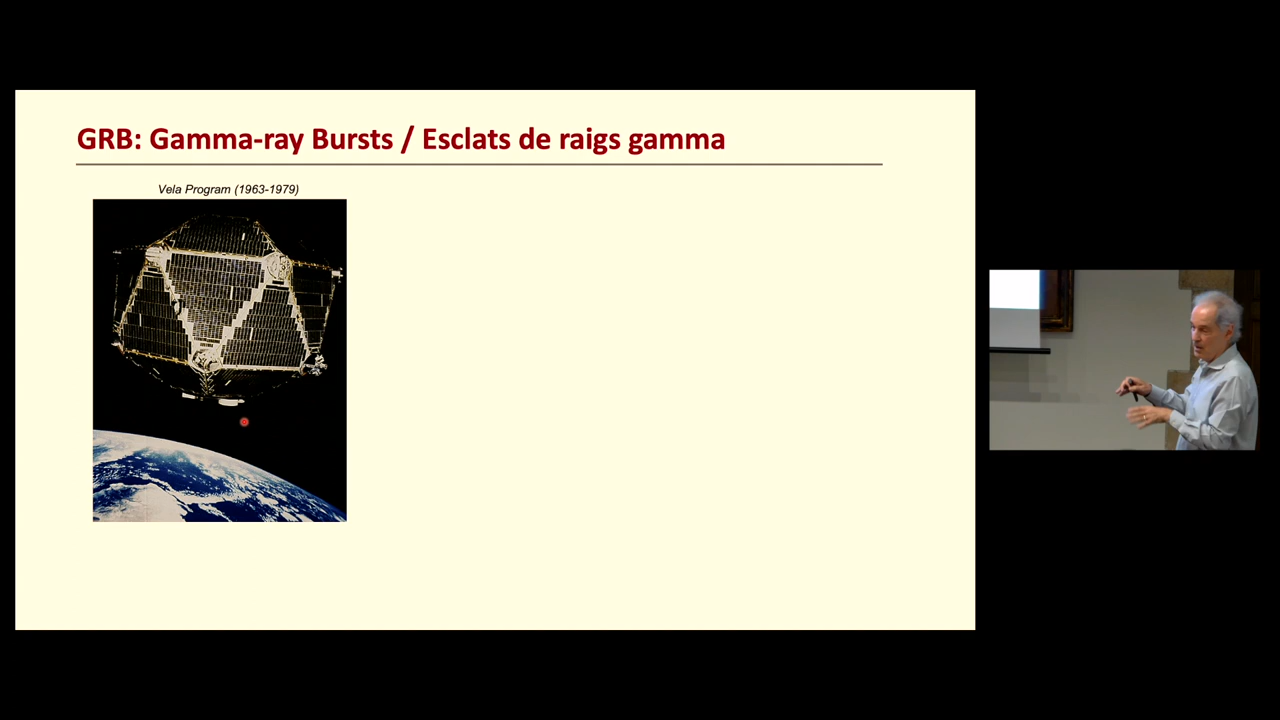 GRB: Gamma-ray Bursts / Esclats de raigs gamma
Vela Program (1963-1979)